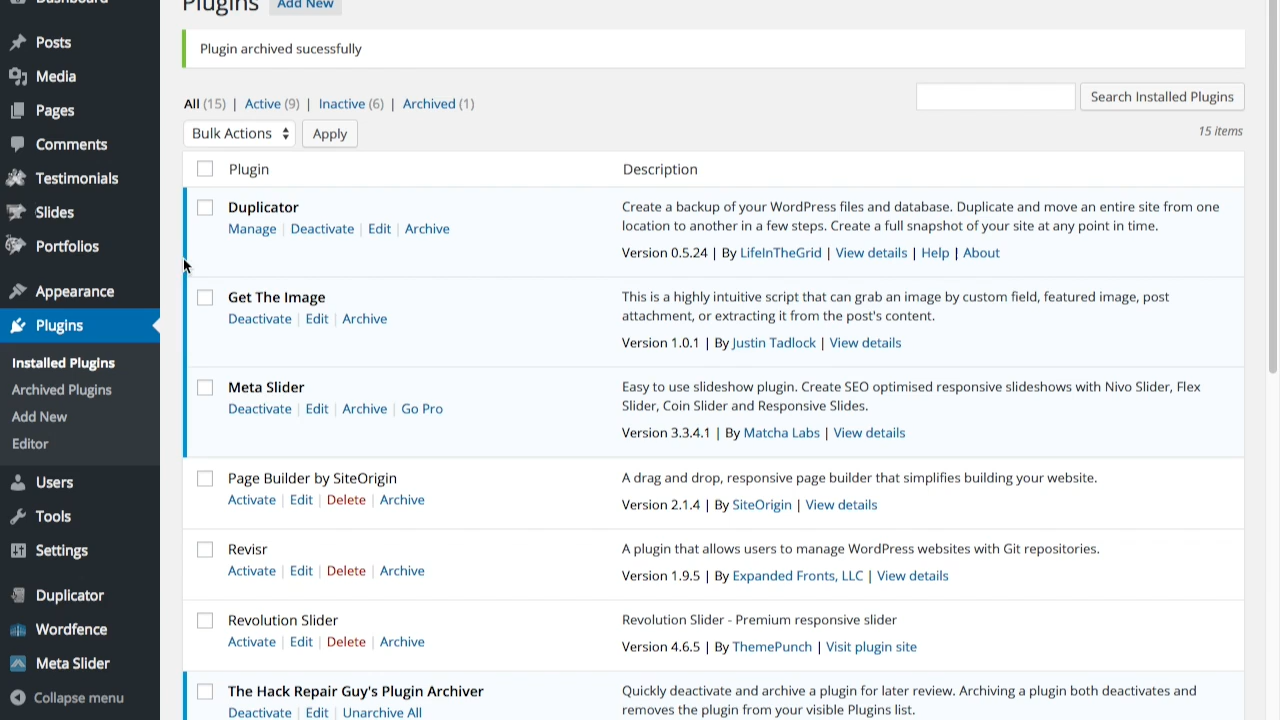 Dashboard
Posts
Media
Pages
Comments
Testimonials
Slides
Portfolios
Appearance
Plugins
Installed Plugins
Archived Plugins
Add New
Editor
Users
Tools
Settings
Duplicator
Wordfence
Meta Slider
Collapse menu
Plugins Add New
Plugin archived sucessfully
All (15) | Active (9) | Inactive (6) | Archived (1)
Search Installed Plugins
Bulk Actions Apply
15 items
Plugin Description
Duplicator
Manage | Deactivate | Edit | Archive
Create a backup of your WordPress files and database. Duplicate and move an entire site from one
location to another in a few steps. Create a full snapshot of your site at any point in time.
Version 0.5.24 | By LifeInTheGrid | View details | Help | About
Get The Image
Deactivate | Edit | Archive
This is a highly intuitive script that can grab an image by custom field, featured image, post
attachment, or extracting it from the post's content.
Version 1.0.1 | By Justin Tadlock | View details
Meta Slider
Deactivate | Edit | Archive | Go Pro
Easy to use slideshow plugin. Create SEO optimised responsive slideshows with Nivo Slider, Flex
Slider, Coin Slider and Responsive Slides.
Version 3.3.4.1 | By Matcha Labs | View details
Page Builder by SiteOrigin
Activate | Edit | Delete | Archive
A drag and drop, responsive page builder that simplifies building your website.
Version 2.1.4 | By SiteOrigin | View details
Revisr
Activate | Edit | Delete | Archive
A plugin that allows users to manage WordPress websites with Git repositories.
Version 1.9.5 | By Expanded Fronts, LLC | View details
Revolution Slider
Activate | Edit | Delete | Archive
Revolution Slider - Premium responsive slider
Version 4.6.5 | By ThemePunch | Visit plugin site
The Hack Repair Guy's Plugin Archiver
Deactivate | Edit | Unarchive All
Quickly deactivate and archive a plugin for later review. Archiving a plugin both deactivates and
removes the plugin from your visible Plugins list.